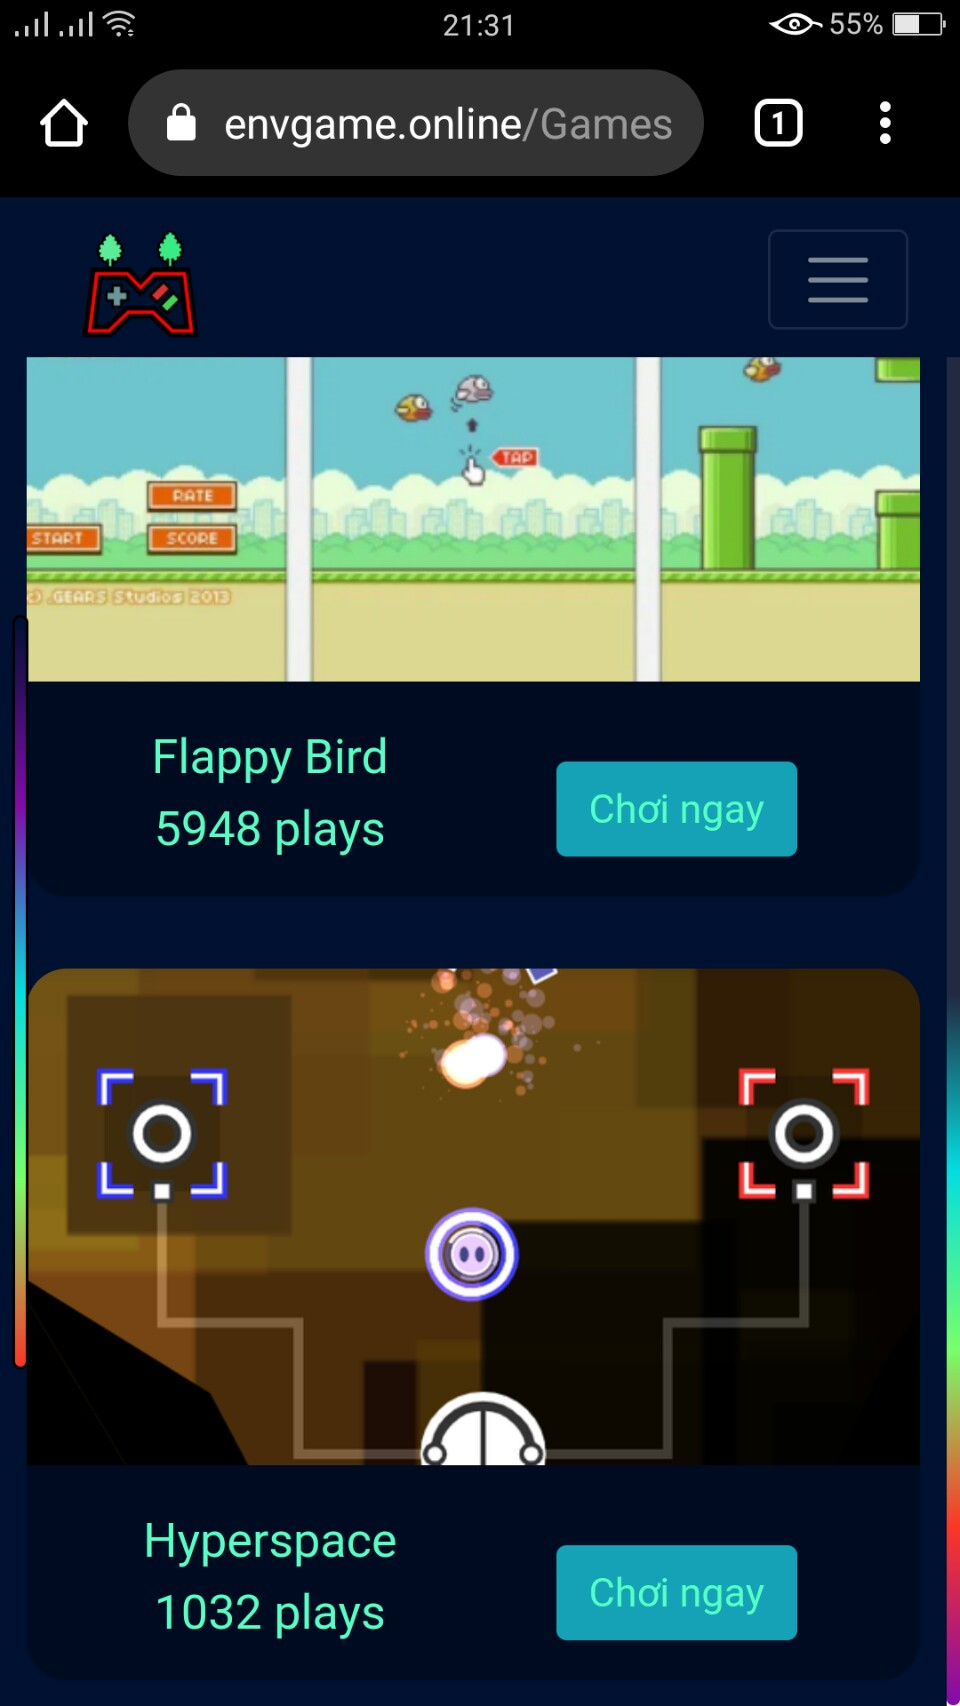 21:31
55%
envgame.online/Games
1
TAP
RATE
START
SCORE
.GEARS Studios 2013
Flappy Bird
5948 plays
Chơi ngay
Hyperspace
1032 plays
Chơi ngay